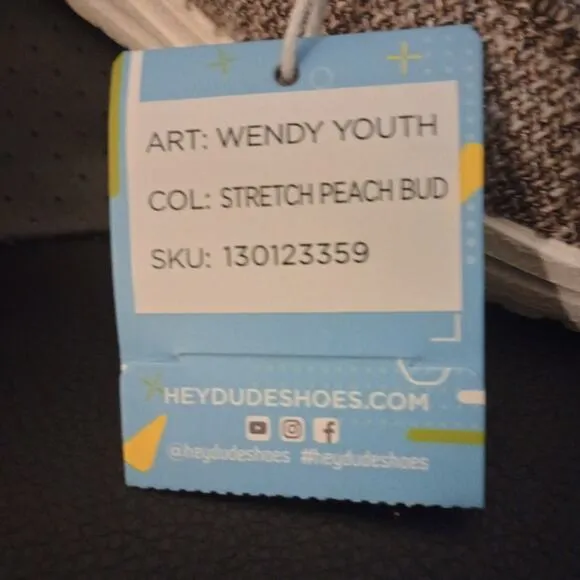 ART: WENDY YOUTH
COL: STRETCH PEACH BUD
SKU: 130123359
HEYDUDESHOES.COM
@heydudeshoes #heydudeshoes